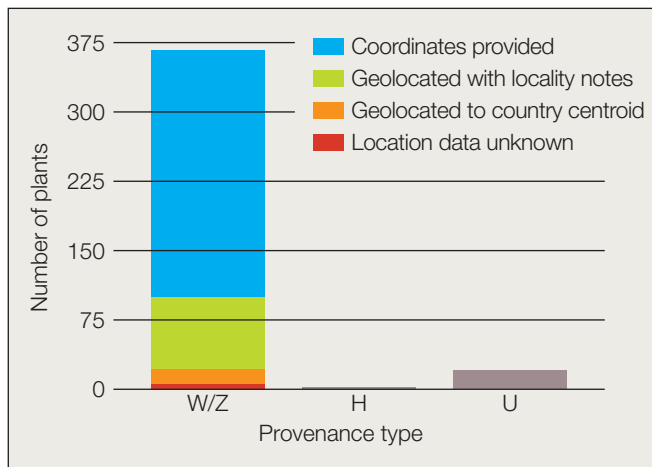 375
300
225
150
75
0
Number of plants
Coordinates provided
Geolocated with locality notes
Geolocated to country centroid
Location data unknown
W/Z H U
Provenance type